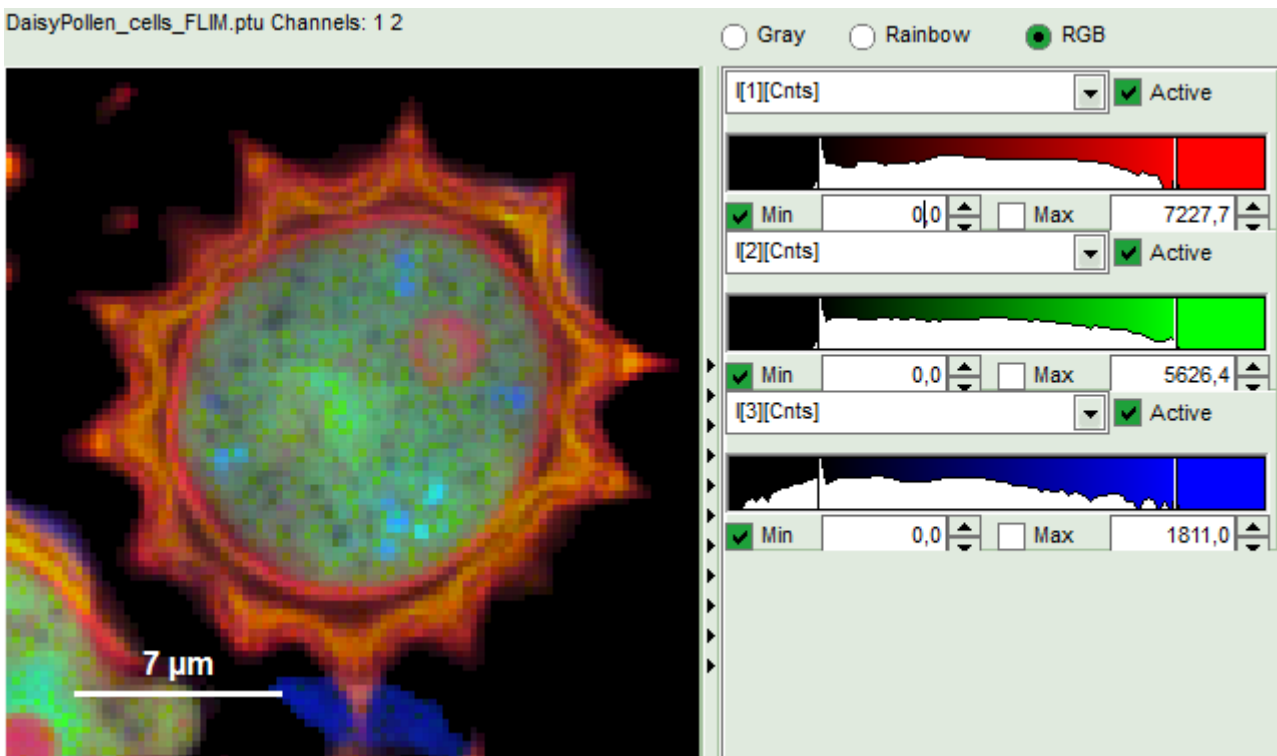 DaisyPollen_cells_FLIM.ptu Channels: 1 2
Gray Rainbow RGB
I[1][Cnts] Active
Min 0,0 Max 7227,7
I[2][Cnts] Active
Min 0,0 Max 5626,4
I[3][Cnts] Active
Min 0,0 Max 1811,0
7 µm